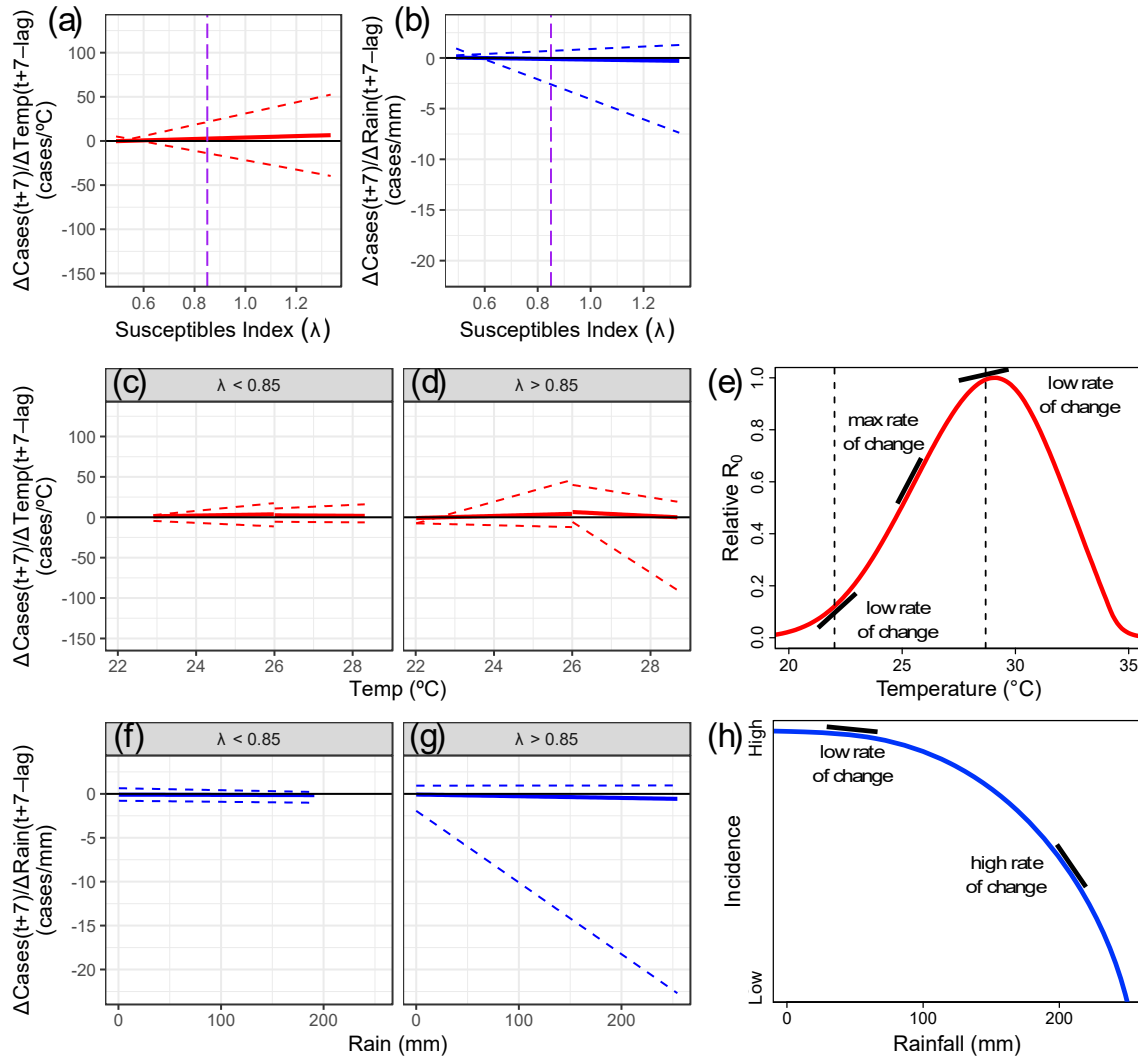 (a)
ΔCases(t+7)/ΔTemp(t+7−lag)
(cases/ºC)
100
50
0
-50
-100
-150
0.6 0.8 1.0 1.2
Susceptibles Index (λ)
(b)
ΔCases(t+7)/ΔRain(t+7−lag)
(cases/mm)
0
-5
-10
-15
-20
0.6 0.8 1.0 1.2
Susceptibles Index (λ)
(c)
λ < 0.85
(d)
λ > 0.85
ΔCases(t+7)/ΔTemp(t+7−lag)
(cases/ºC)
100
50
0
-50
-100
-150
22 24 26 28
22 24 26 28
Temp (ºC)
(e)
Relative R0
1.0
0.8
0.6
0.4
0.2
0.0
low rate
of change
max rate
of change
low rate
of change
20 25 30 35
Temperature (°C)
(f)
λ < 0.85
(g)
λ > 0.85
ΔCases(t+7)/ΔRain(t+7−lag)
(cases/mm)
0
-5
-10
-15
-20
0 100 200
0 100 200
Rain (mm)
(h)
Incidence
High
Low
low rate
of change
high rate
of change
0 100 200
Rainfall (mm)